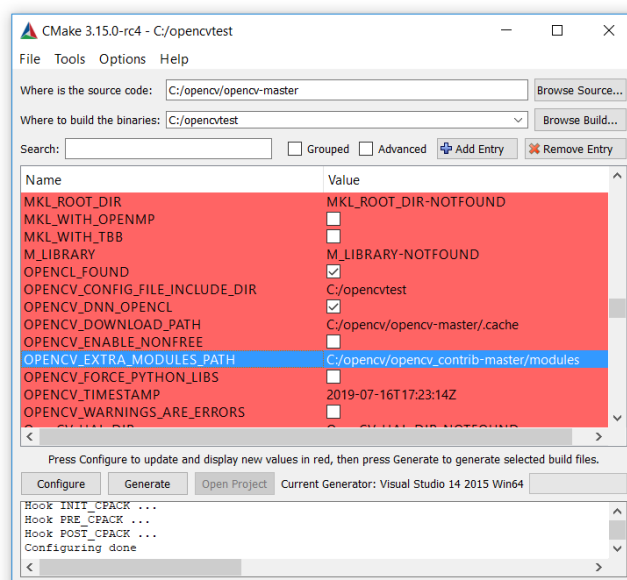 CMake 3.15.0-rc4 - C:/opencvtest
File Tools Options Help
Where is the source code: C:/opencv/opencv-master Browse Source...
Where to build the binaries: C:/opencvtest Browse Build...
Search: Grouped Advanced Add Entry Remove Entry
Name Value
MKL_ROOT_DIR MKL_ROOT_DIR-NOTFOUND
MKL_WITH_OPENMP
MKL_WITH_TBB
M_LIBRARY M_LIBRARY-NOTFOUND
OPENCL_FOUND
OPENCV_CONFIG_FILE_INCLUDE_DIR C:/opencvtest
OPENCV_DNN_OPENCL
OPENCV_DOWNLOAD_PATH C:/opencv/opencv-master/.cache
OPENCV_ENABLE_NONFREE
OPENCV_EXTRA_MODULES_PATH C:/opencv/opencv_contrib-master/modules
OPENCV_FORCE_PYTHON_LIBS
OPENCV_TIMESTAMP 2019-07-16T17:23:14Z
OPENCV_WARNINGS_ARE_ERRORS
Press Configure to update and display new values in red, then press Generate to generate selected build files.
Configure Generate Open Project Current Generator: Visual Studio 14 2015 Win64
Hook INIT_CPACK ...
Hook PRE_CPACK ...
Hook POST_CPACK ...
Configuring done